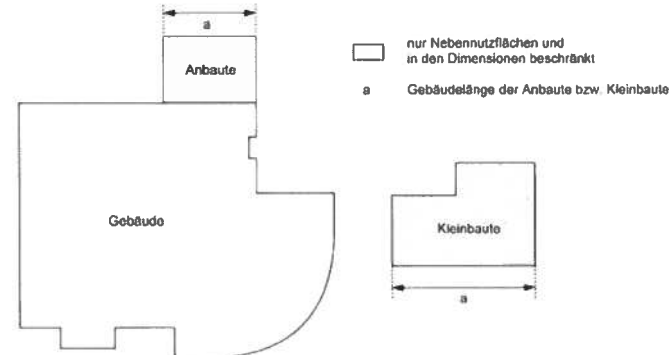 a
Anbaute
nur Nebennutzflächen und
in den Dimensionen beschränkt
a Gebäudelänge der Anbaute bzw. Kleinbaute
Gebäude
Kleinbaute
a